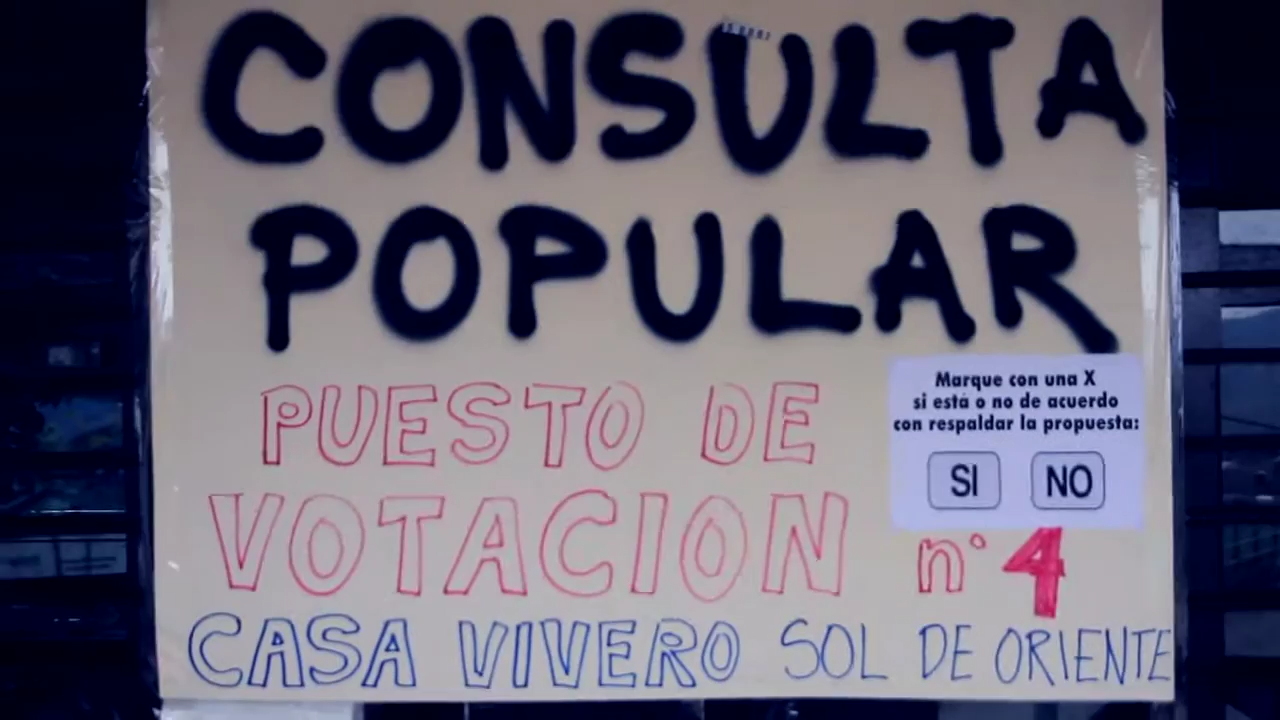 CONSULTA
POPULAR
PUESTO DE
VOTACION n° 4
CASA VIVERO SOL DE ORIENTE
Marque con una X
si está o no de acuerdo
con respaldar la propuesta:
SI NO